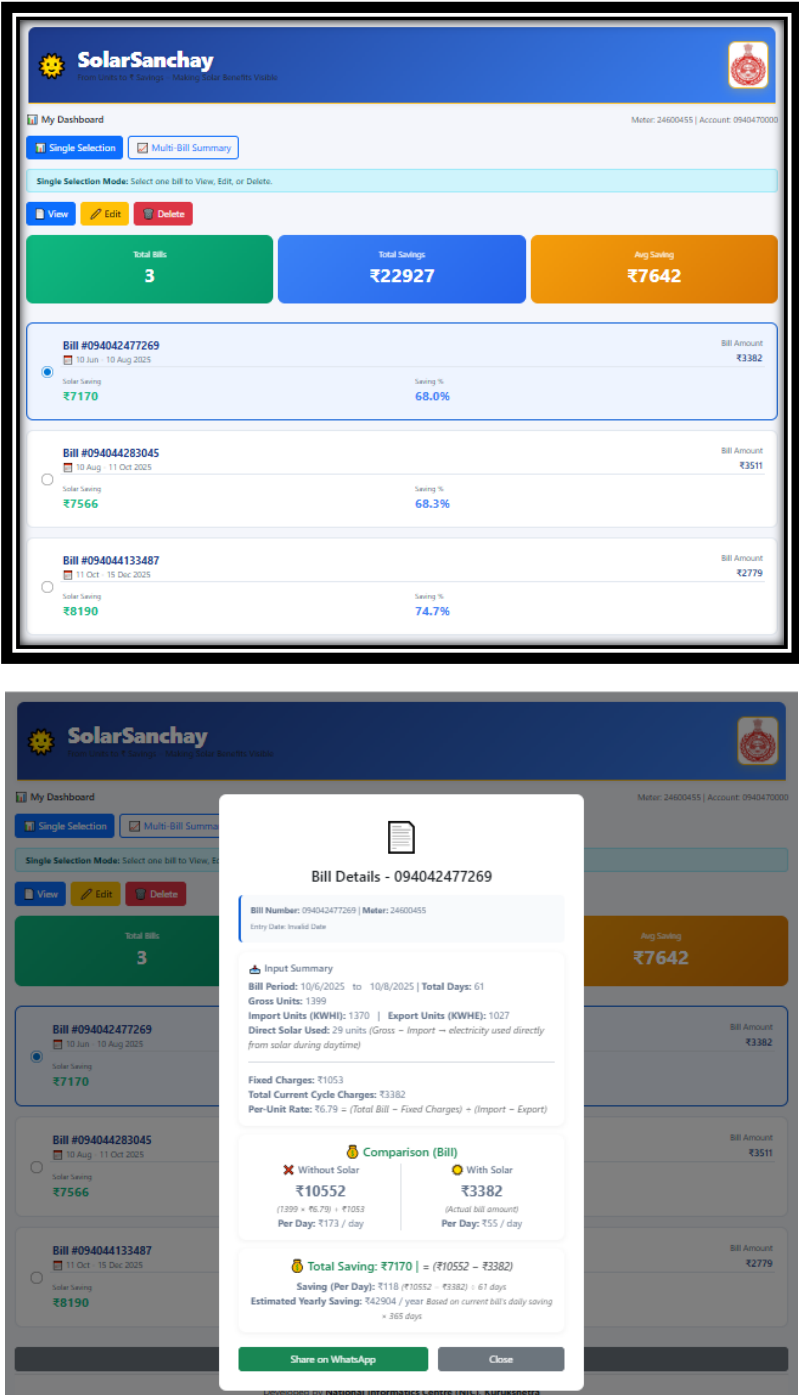 SolarSanchay
From Units to ₹ Savings – Making Solar Benefits Visible
My Dashboard
Meter: 24600455 | Account: 0940470000
Single Selection
Multi-Bill Summary
Single Selection Mode: Select one bill to View, Edit, or Delete.
View
Edit
Delete
Total Bills
3
Total Savings
₹22927
Avg Saving
₹7642
Bill #094042477269
10 Jun - 10 Aug 2025
Bill Amount
₹3382
Solar Saving
₹7170
Saving %
68.0%
Bill #094044283045
10 Aug - 11 Oct 2025
Bill Amount
₹3511
Solar Saving
₹7566
Saving %
68.3%
Bill #094044133487
11 Oct - 15 Dec 2025
Bill Amount
₹2779
Solar Saving
₹8190
Saving %
74.7%
SolarSanchay
From Units to ₹ Savings – Making Solar Benefits Visible
My Dashboard
Meter: 24600455 | Account: 0940470000
Single Selection
Multi-Bill Summa
Single Selection Mode: Select one bill to View, Ed
View
Edit
Delete
Total Bills
3
Avg Saving
₹7642
Bill #094042477269
10 Jun - 10 Aug 2025
Bill Amount
₹3382
Solar Saving
₹7170
Bill #094044283045
10 Aug - 11 Oct 2025
Bill Amount
₹3511
Solar Saving
₹7566
Bill #094044133487
11 Oct - 15 Dec 2025
Bill Amount
₹2779
Solar Saving
₹8190
Bill Details - 094042477269
Bill Number: 094042477269 | Meter: 24600455
Entry Date: Invalid Date
Input Summary
Bill Period: 10/6/2025 to 10/8/2025 | Total Days: 61
Gross Units: 1399
Import Units (KWHI): 1370 | Export Units (KWHE): 1027
Direct Solar Used: 29 units (Gross − Import → electricity used directly
from solar during daytime)
Fixed Charges: ₹1053
Total Current Cycle Charges: ₹3382
Per-Unit Rate: ₹6.79 = (Total Bill − Fixed Charges) ÷ (Import − Export)
Comparison (Bill)
Without Solar
₹10552
(1399 × ₹6.79) + ₹1053
Per Day: ₹173 / day
With Solar
₹3382
(Actual bill amount)
Per Day: ₹55 / day
Total Saving: ₹7170 | = (₹10552 − ₹3382)
Saving (Per Day): ₹118 (₹10552 − ₹3382) ÷ 61 days
Estimated Yearly Saving: ₹42904 / year Based on current bill's daily saving
× 365 days
Share on WhatsApp
Close
Developed by National Informatics Centre (NIC), Kurukshetra